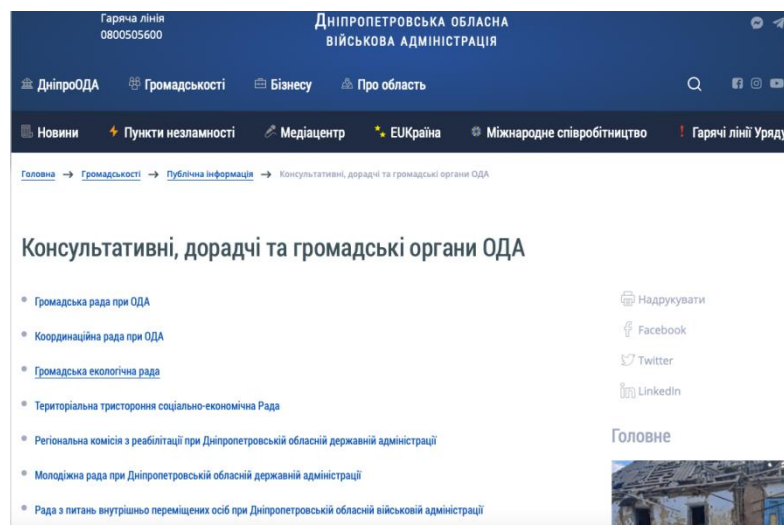 Гаряча лінія
0800505600
Дніпропетровська обласна
військова адміністрація
ДніпроОДА
Громадськості
Бізнесу
Про область
Новини
Пункти незламності
Медіацентр
EUКраїна
Міжнародне співробітництво
Гарячі лінії Уряду
Головна → Громадськості → Публічна інформація → Консультативні, дорадчі та громадські органи ОДА
Консультативні, дорадчі та громадські органи ОДА
Громадська рада при ОДА
Координаційна рада при ОДА
Громадська екологічна рада
Територіальна тристороння соціально-економічна Рада
Регіональна комісія з реабілітації при Дніпропетровській обласній державній адміністрації
Молодіжна рада при Дніпропетровській обласній державній адміністрації
Рада з питань внутрішньо переміщених осіб при Дніпропетровській обласній військовій адміністрації
Надрукувати
Facebook
Twitter
LinkedIn
Головне